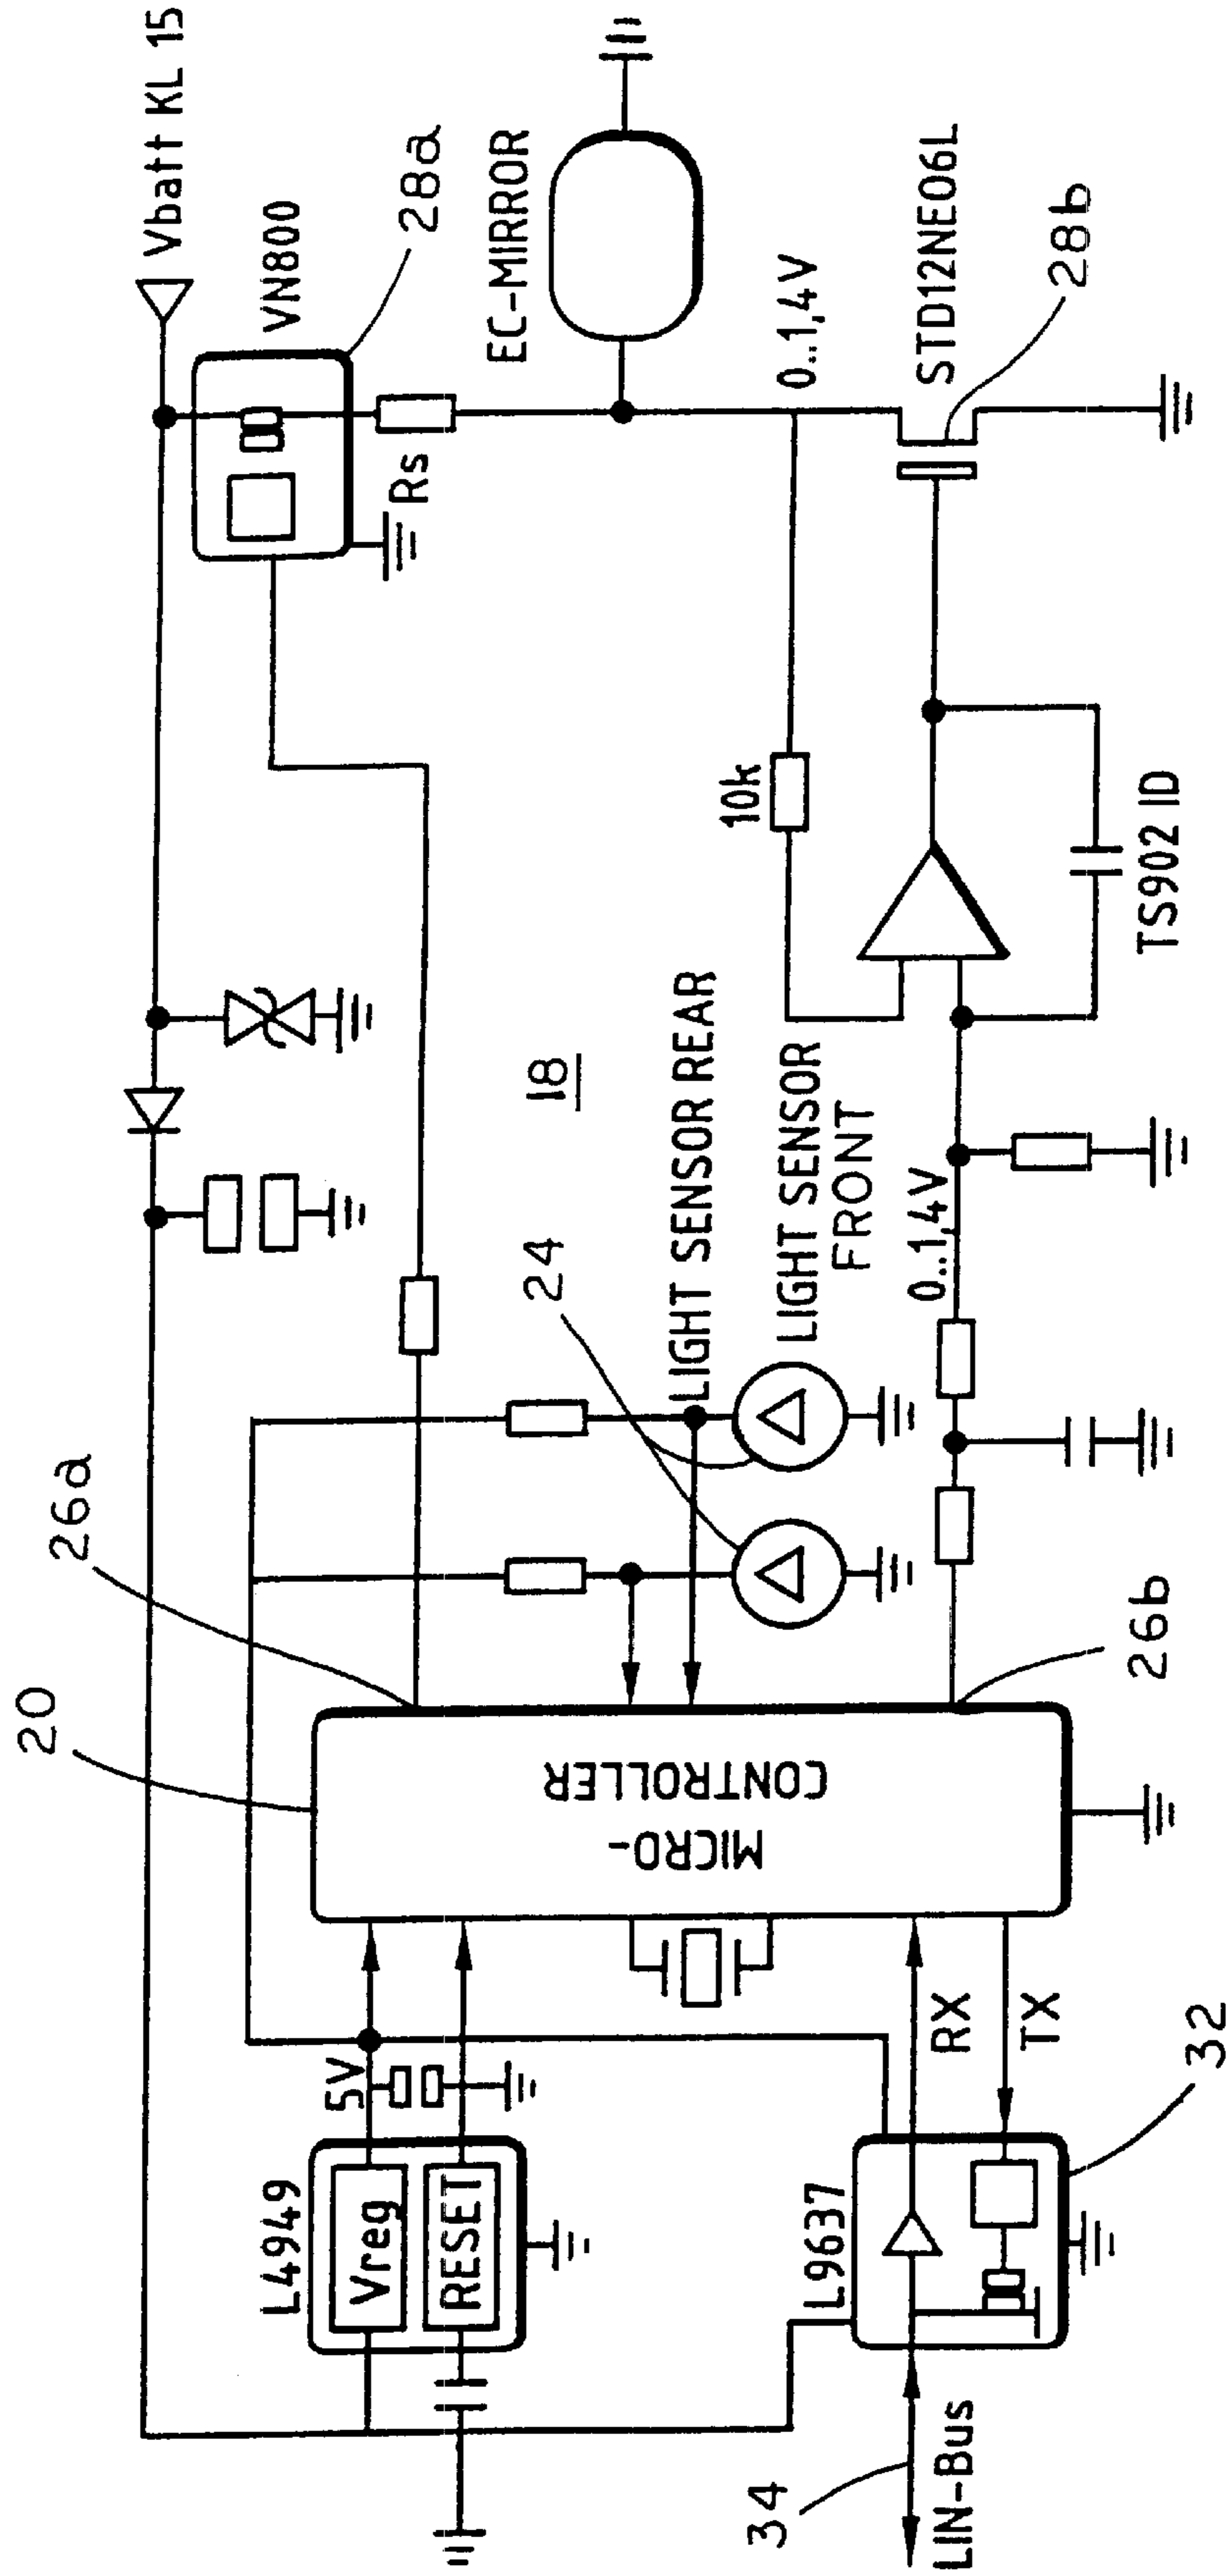 Vbatt KL 15
VN800
28a
Rs
EC-MIRROR
0..1,4V
STD12NE06L
28b
10k
TS902 ID
18
LIGHT SENSOR REAR
LIGHT SENSOR
FRONT
24
0..1,4V
26a
20
MICRO-
CONTROLLER
26b
5V
L4949
Vreg
RESET
RX
TX
L9637
32
34
LIN-Bus